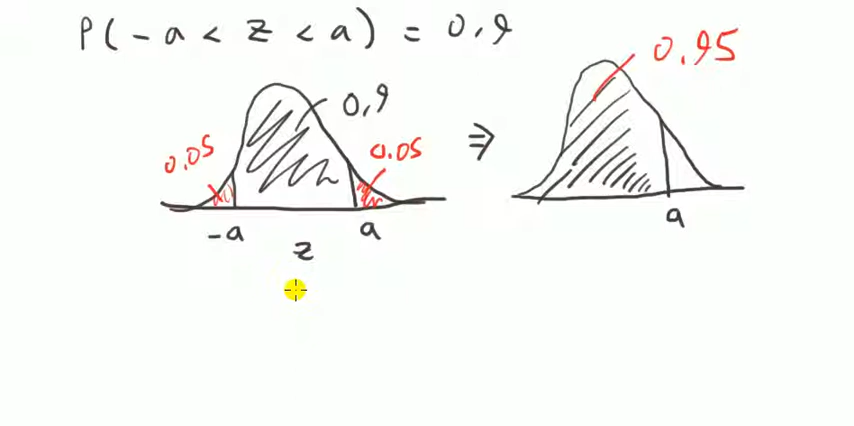 P(-a < z < a) = 0,9
0.95
0,9
0.05
0.05
⇒
-a
a
z
a